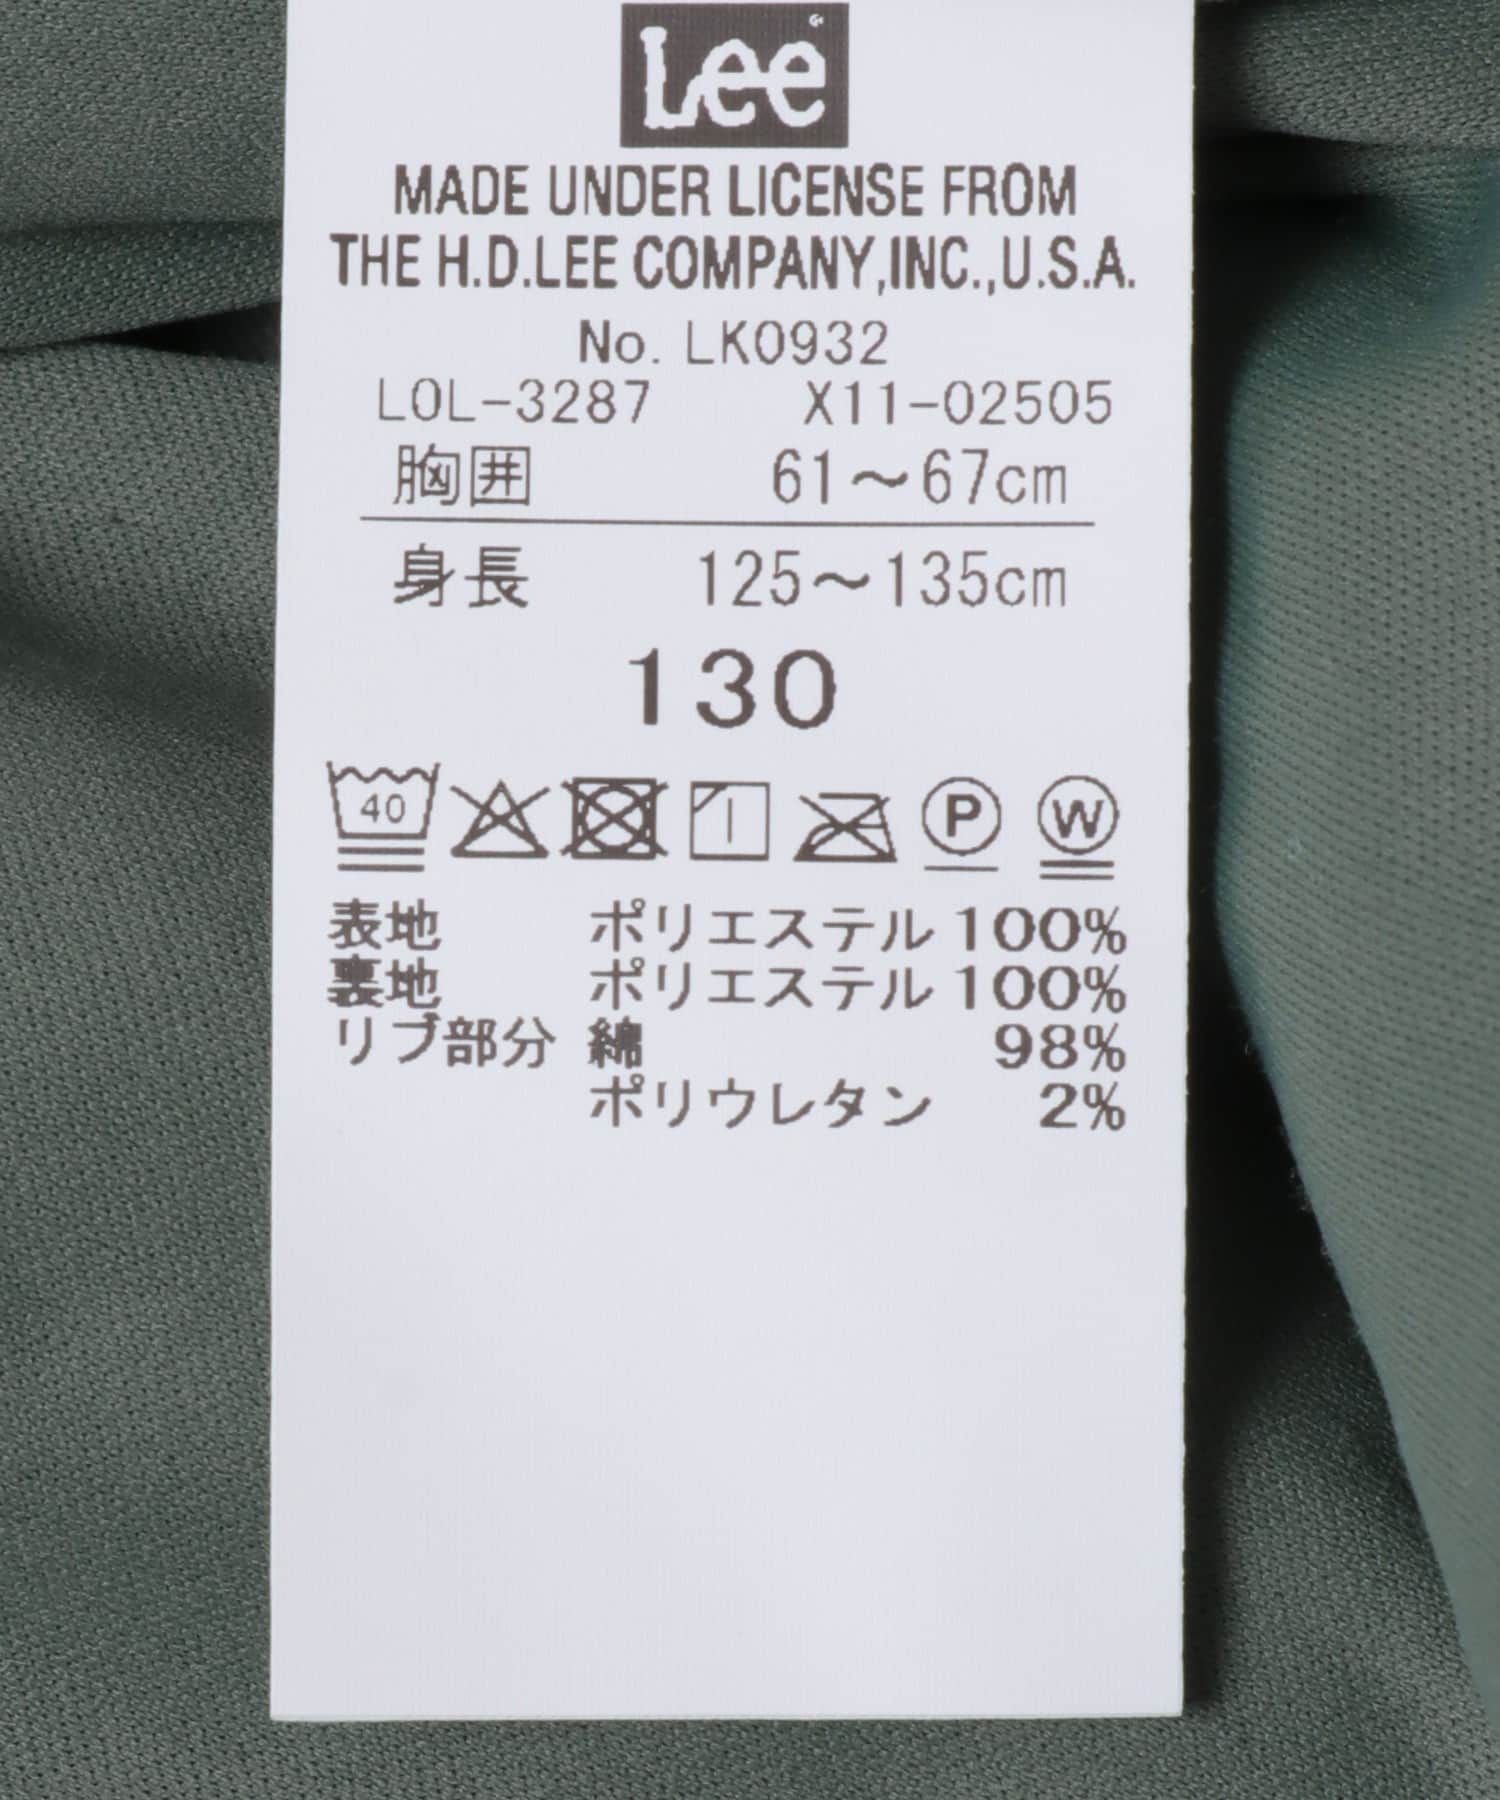 Lee
MADE UNDER LICENSE FROM
THE H.D.LEE COMPANY,INC.,U.S.A.
No. LK0932
LOL-3287 X11-02505
胸囲 61～67cm
身長 125～135cm
130
40 P W
表地 ポリエステル 100%
裏地 ポリエステル 100%
リブ部分 綿 98%
ポリウレタン 2%